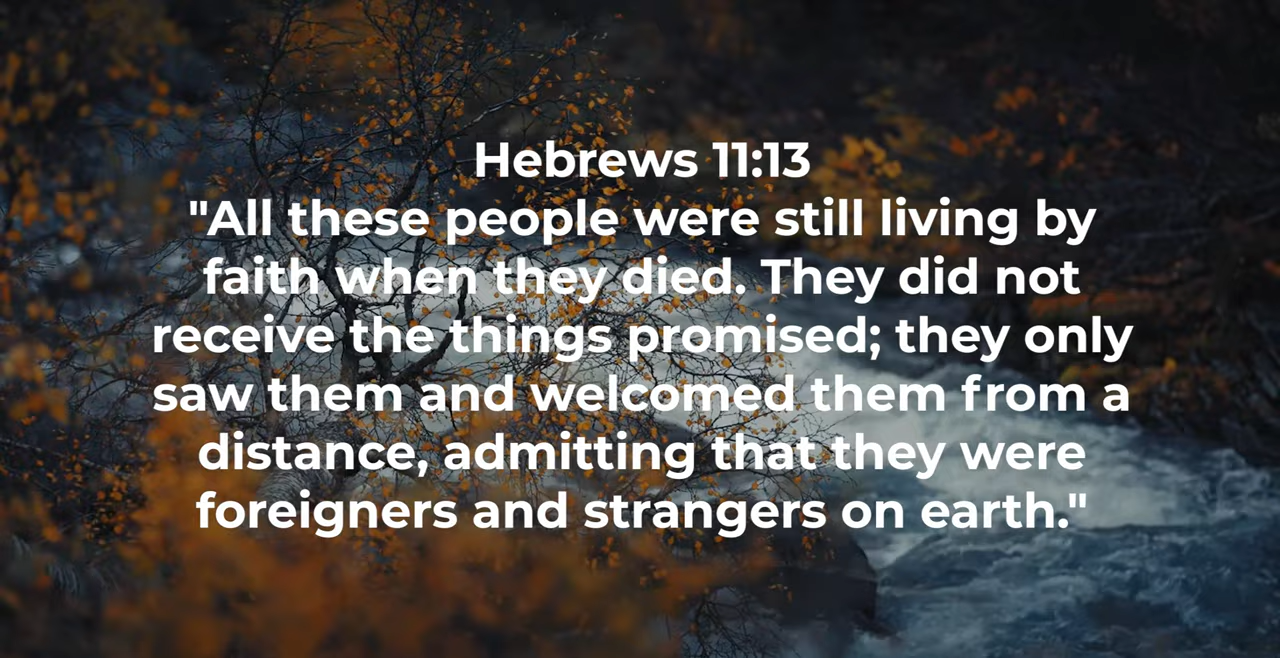 Hebrews 11:13
"All these people were still living by
faith when they died. They did not
receive the things promised; they only
saw them and welcomed them from a
distance, admitting that they were
foreigners and strangers on earth."